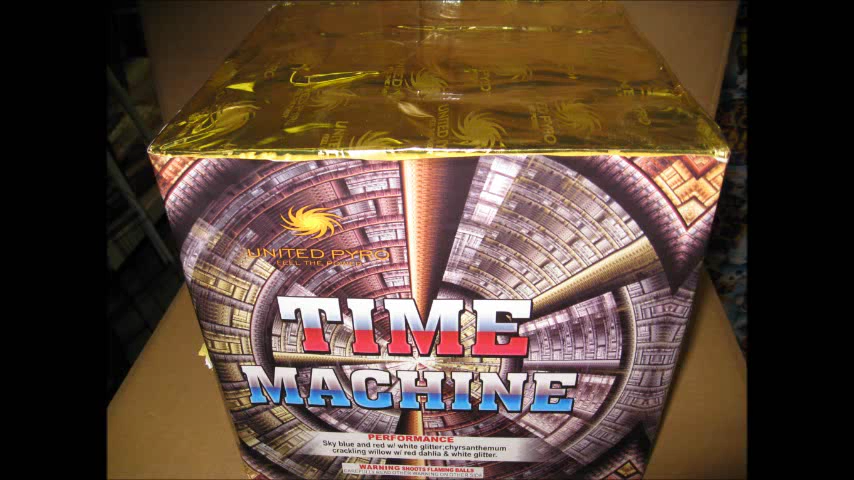 UNITED PYRO
FEEL THE POWER
TIME
MACHINE
PERFORMANCE
Sky blue and red w/ white glitter;chyrsanthemum
crackling willow w/ red dahlia & white glitter.
WARNING SHOOTS FLAMING BALLS